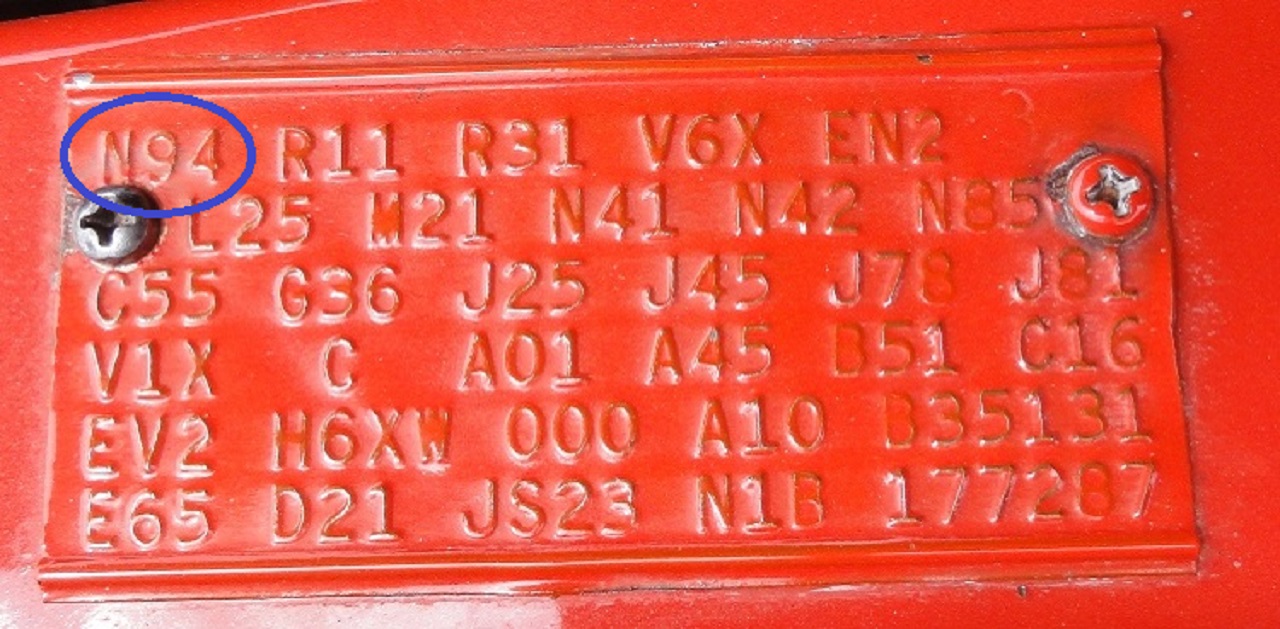 N94 R11 R31 V6X EN2
L25 M21 N41 N42 N85
C55 G36 J25 J45 J78 J81
V1X C A01 A45 B51 C16
EV2 H6XW 000 A10 B35131
E65 D21 JS23 N1B 177287